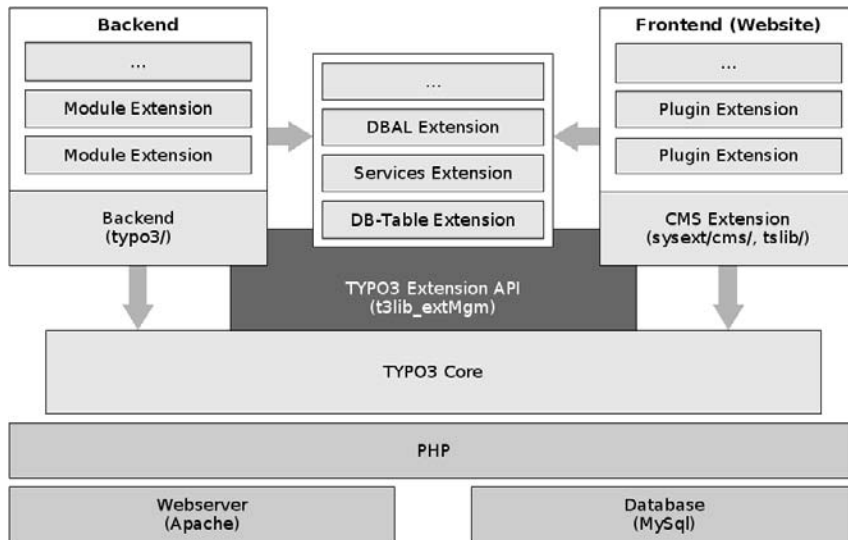 Backend
...
Module Extension
Module Extension
Backend
(typo3/)
...
DBAL Extension
Services Extension
DB-Table Extension
Frontend (Website)
...
Plugin Extension
Plugin Extension
CMS Extension
(sysext/cms/, tslib/)
TYPO3 Extension API
(t3lib_extMgm)
TYPO3 Core
PHP
Webserver
(Apache)
Database
(MySql)